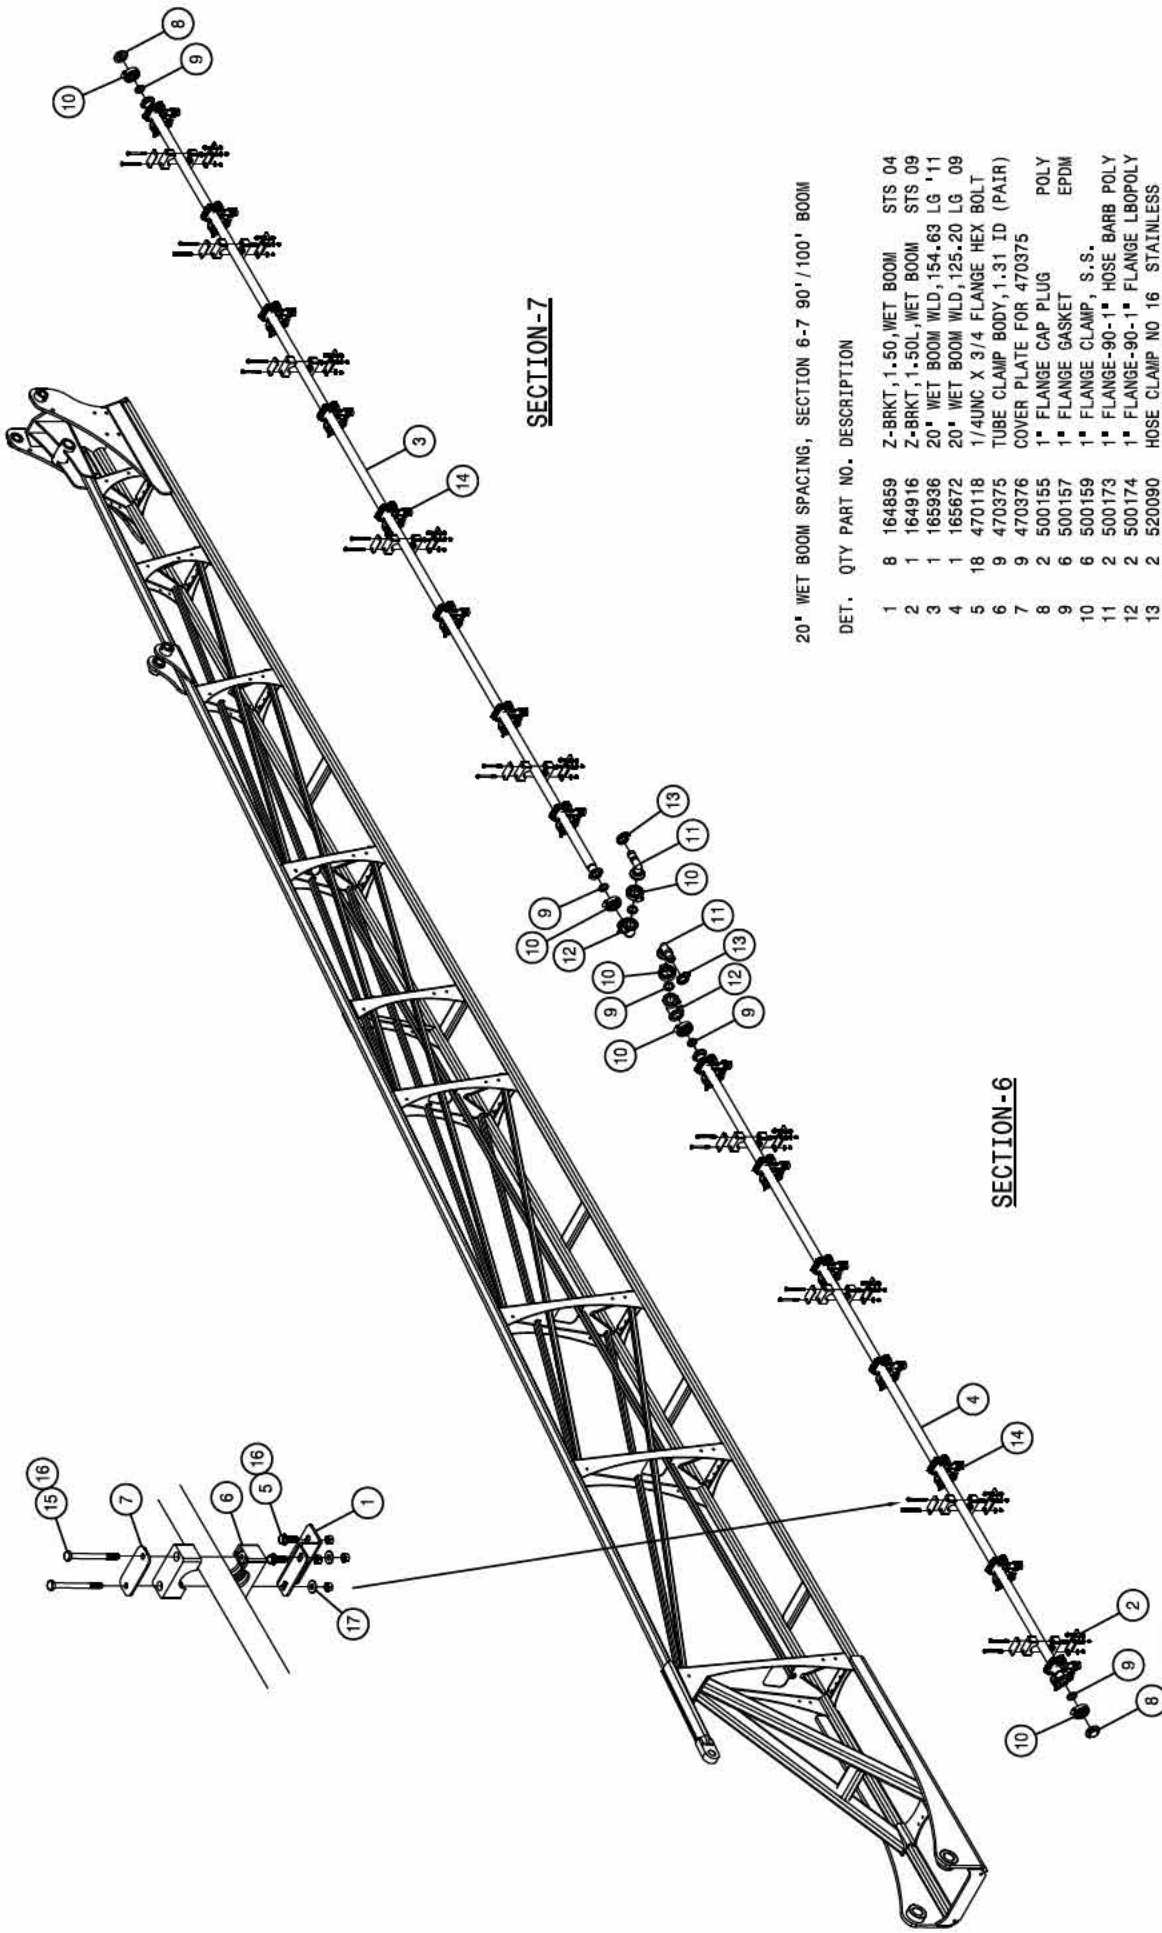 20" WET BOOM SPACING, SECTION 6-7 90'/100' BOOM
DET. QTY PART NO. DESCRIPTION
1 8 164859 Z-BRKT,1.50,WET BOOM STS 04
2 1 164916 Z-BRKT,1.50L,WET BOOM STS 09
3 1 165936 20" WET BOOM WLD,154.63 LG '11
4 1 165672 20" WET BOOM WLD,125.20 LG 09
5 18 470118 1/4UNC X 3/4 FLANGE HEX BOLT
6 9 470375 TUBE CLAMP BODY,1.31 ID (PAIR)
7 9 470376 COVER PLATE FOR 470375
8 2 500155 1" FLANGE CAP PLUG POLY
9 6 500157 1" FLANGE GASKET EPDM
10 6 500159 1" FLANGE CLAMP, S.S.
11 2 500173 1" FLANGE-90-1" HOSE BARB POLY
12 2 500174 1" FLANGE-90-1" FLANGE LBOPOLY
13 2 520090 HOSE CLAMP NO 16 STAINLESS
SECTION-7
SECTION-6
15
16
7
6
16
5
1
17
8
10
9
3
14
9
10
12
13
11
10
11
10
13
9
12
10
9
4
14
2
9
10
8